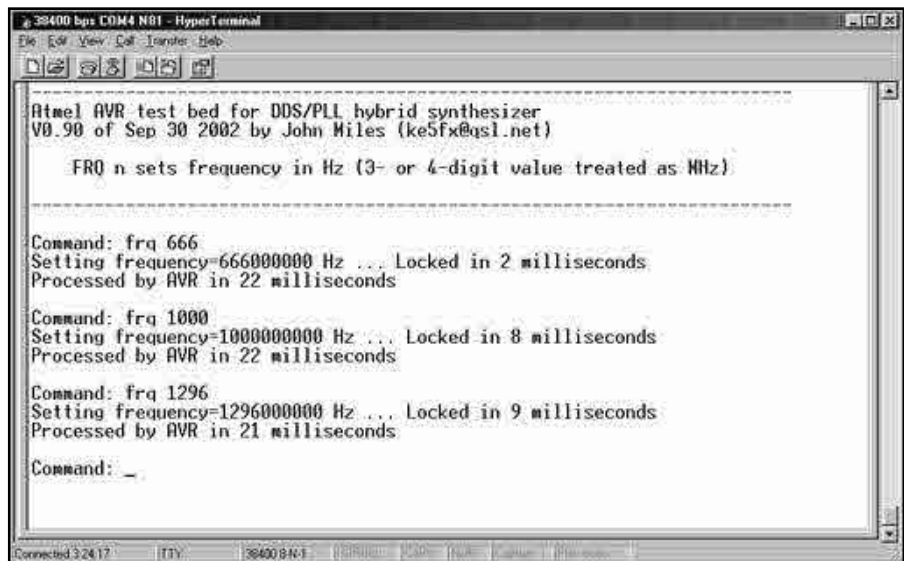 38400 bps COM4 N81 - HyperTerminal
File Edit View Call Transfer Help
Atmel AVR test bed for DDS/PLL hybrid synthesizer
V0.90 of Sep 30 2002 by John Miles (ke5fx@qsl.net)
FRQ n sets frequency in Hz (3- or 4-digit value treated as MHz)
Command: frq 666
Setting frequency=666000000 Hz ... Locked in 2 milliseconds
Processed by AVR in 22 milliseconds
Command: frq 1000
Setting frequency=1000000000 Hz ... Locked in 8 milliseconds
Processed by AVR in 22 milliseconds
Command: frq 1296
Setting frequency=1296000000 Hz ... Locked in 9 milliseconds
Processed by AVR in 21 milliseconds
Command: _
Connected 3:24:17 TTY 38400 8-N-1